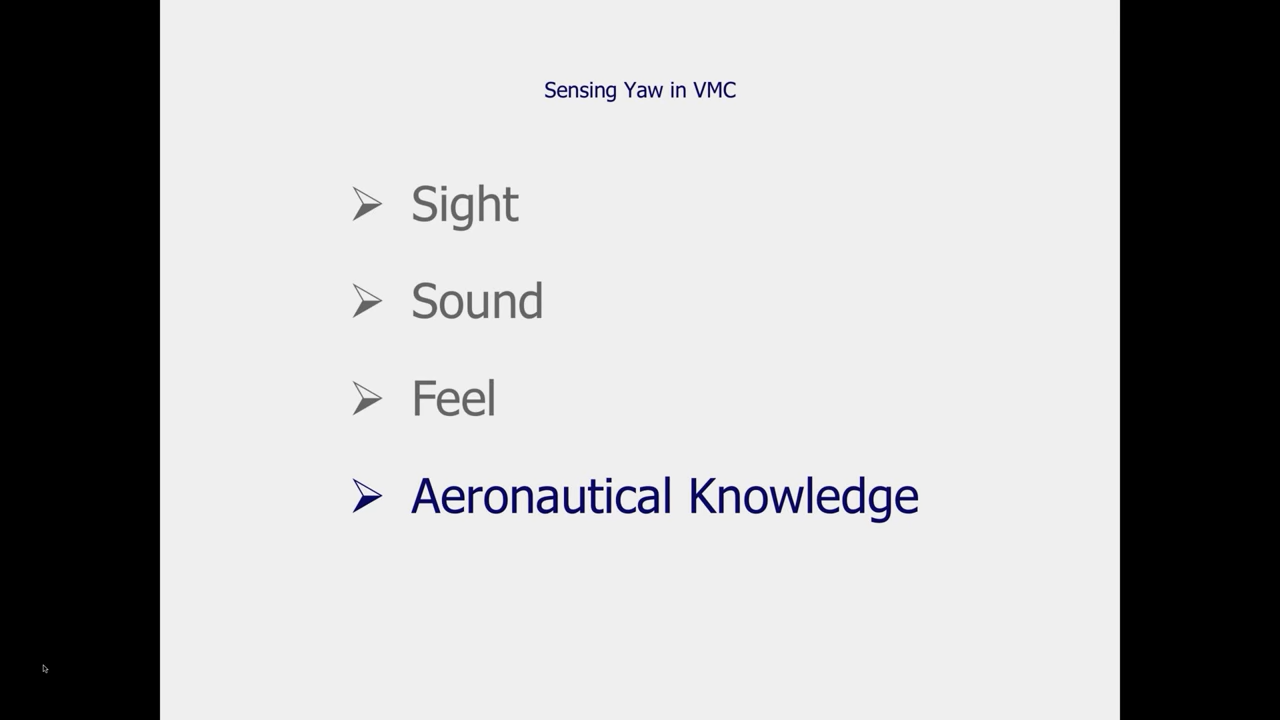 Sensing Yaw in VMC
➢ Sight
➢ Sound
➢ Feel
➢ Aeronautical Knowledge